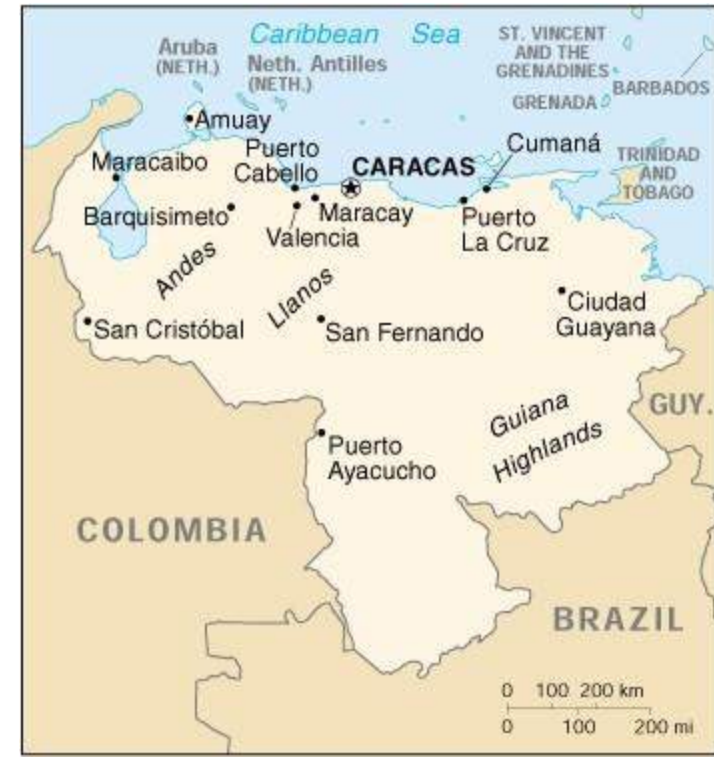 Caribbean Sea
Aruba
(NETH.)
Neth. Antilles
(NETH.)
ST. VINCENT
AND THE
GRENADINES
BARBADOS
GRENADA
Amuay
Maracaibo
Puerto
Cabello
CARACAS
Cumaná
TRINIDAD
AND
TOBAGO
Barquisimeto
Valencia
Maracay
Puerto
La Cruz
Andes
Llanos
San Cristóbal
San Fernando
Ciudad
Guayana
Guiana
Highlands
GUY.
Puerto
Ayacucho
COLOMBIA
BRAZIL
0 100 200 km
0 100 200 mi